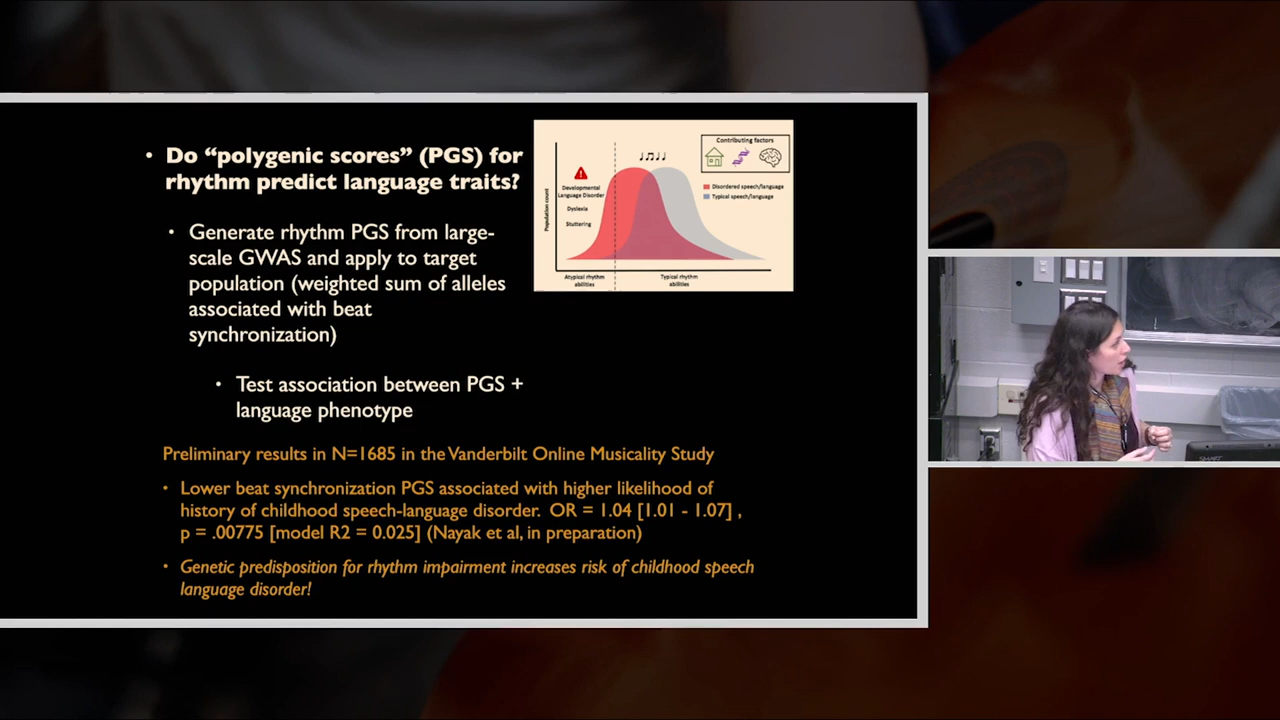 • Do “polygenic scores” (PGS) for
rhythm predict language traits?
• Generate rhythm PGS from large-
scale GWAS and apply to target
population (weighted sum of alleles
associated with beat
synchronization)
• Test association between PGS +
language phenotype
Preliminary results in N=1685 in the Vanderbilt Online Musicality Study
• Lower beat synchronization PGS associated with higher likelihood of
history of childhood speech-language disorder. OR = 1.04 [1.01 - 1.07] ,
p = .00775 [model R2 = 0.025] (Nayak et al, in preparation)
• Genetic predisposition for rhythm impairment increases risk of childhood speech
language disorder!
Contributing factors
Developmental
Language Disorder
Dyslexia
Stuttering
Disordered speech/language
Typical speech/language
Population count
Atypical rhythm
abilities
Typical rhythm
abilities
SMART